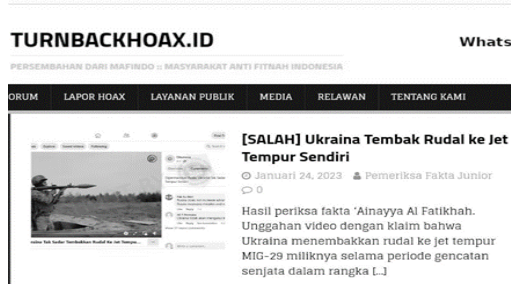 TURNBACKHOAX.ID
Whats
PERSEMBAHAN DARI MAFINDO :: MASYARAKAT ANTI FITNAH INDONESIA
ORUM LAPOR HOAX LAYANAN PUBLIK MEDIA RELAWAN TENTANG KAMI
[SALAH] Ukraina Tembak Rudal ke Jet
Tempur Sendiri
Januari 24, 2023 Pemeriksa Fakta Junior
0
Hasil periksa fakta 'Ainayya Al Fatikhah.
Unggahan video dengan klaim bahwa
Ukraina menembakkan rudal ke jet tempur
MIG-29 miliknya selama periode gencatan
senjata dalam rangka [...]